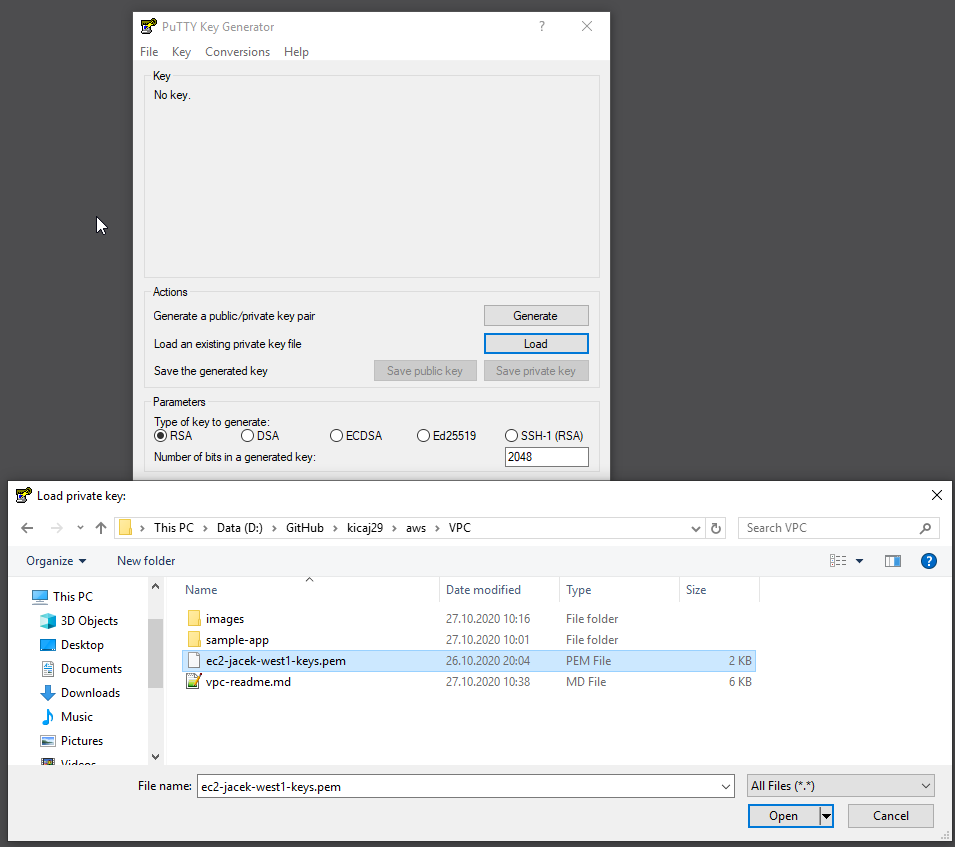 PuTTY Key Generator ?
File Key Conversions Help
Key
No key.
Actions
Generate a public/private key pair Generate
Load an existing private key file Load
Save the generated key Save public key Save private key
Parameters
Type of key to generate:
RSA DSA ECDSA Ed25519 SSH-1 (RSA)
Number of bits in a generated key: 2048
Load private key:
This PC > Data (D:) > GitHub > kicaj29 > aws > VPC Search VPC
Organize New folder ?
Name Date modified Type Size
This PC
3D Objects
Desktop
Documents
Downloads
Music
Pictures
Videos
images 27.10.2020 10:16 File folder
sample-app 27.10.2020 10:01 File folder
ec2-jacek-west1-keys.pem 26.10.2020 20:04 PEM File 2 KB
vpc-readme.md 27.10.2020 10:38 MD File 6 KB
File name: ec2-jacek-west1-keys.pem All Files (*.*)
Open Cancel